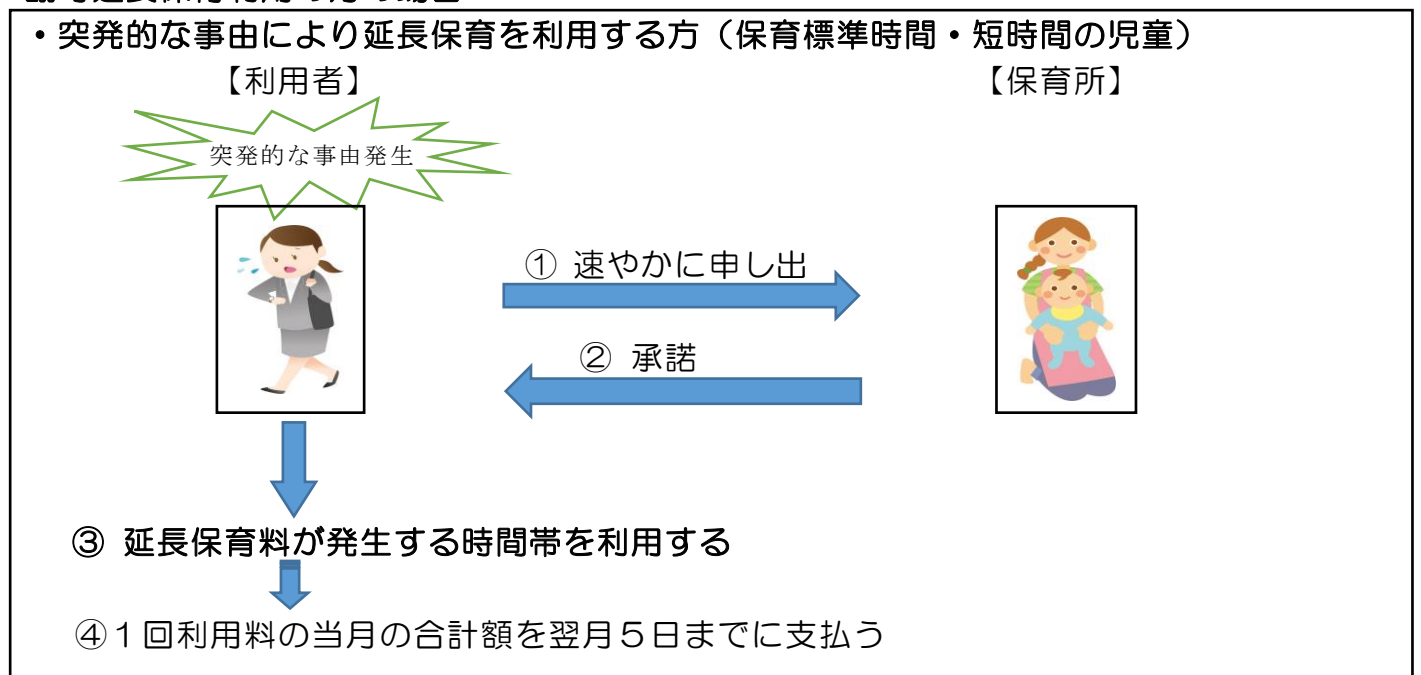 ・突発的な事由により延長保育を利用する方（保育標準時間・短時間の児童）
【利用者】 【保育所】
突発的な事由発生
① 速やかに申し出
② 承諾
③ 延長保育料が発生する時間帯を利用する
④１回利用料の当月の合計額を翌月５日までに支払う